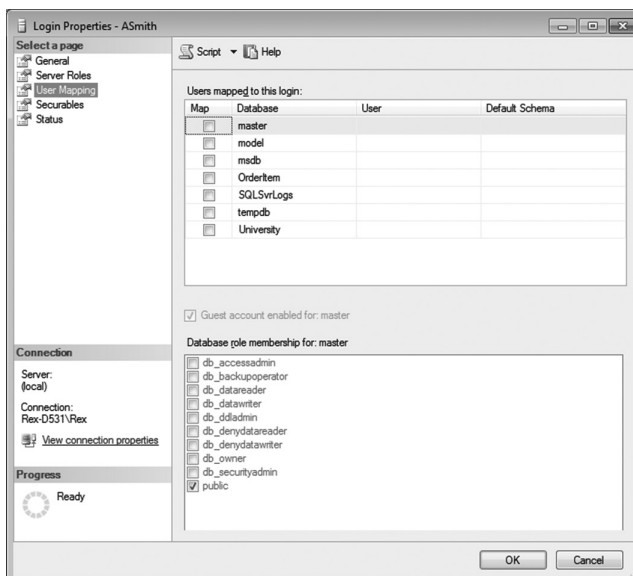 Login Properties - ASmith
Select a page
General
Server Roles
User Mapping
Securables
Status
Script
Help
Users mapped to this login:
Map Database User Default Schema
master
model
msdb
OrderItem
SQLSvrLogs
tempdb
University
Guest account enabled for: master
Database role membership for: master
db_accessadmin
db_backupoperator
db_datareader
db_datawriter
db_ddladmin
db_denydatareader
db_denydatawriter
db_owner
db_securityadmin
public
Connection
Server:
(local)
Connection:
Rex-D531\Rex
View connection properties
Progress
Ready
OK
Cancel